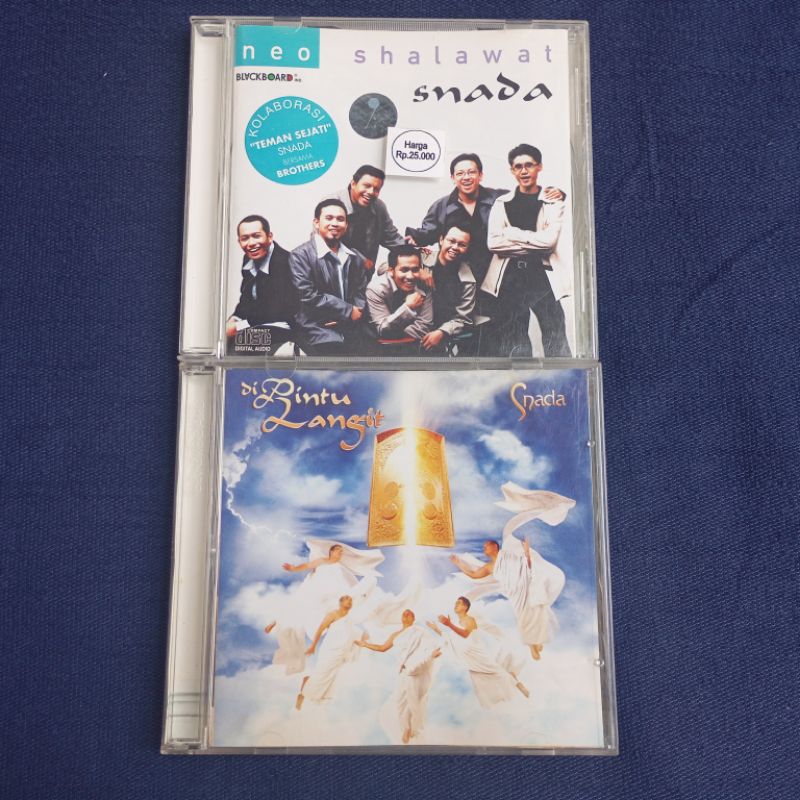 neo shalawat
BLACKBOARD INC.
snada
KOLABORASI
"TEMAN SEJATI"
SNADA
BERSAMA
BROTHERS
Harga
Rp.25.000
COMPACT
disc
DIGITAL AUDIO
di Pintu
Langit
Snada